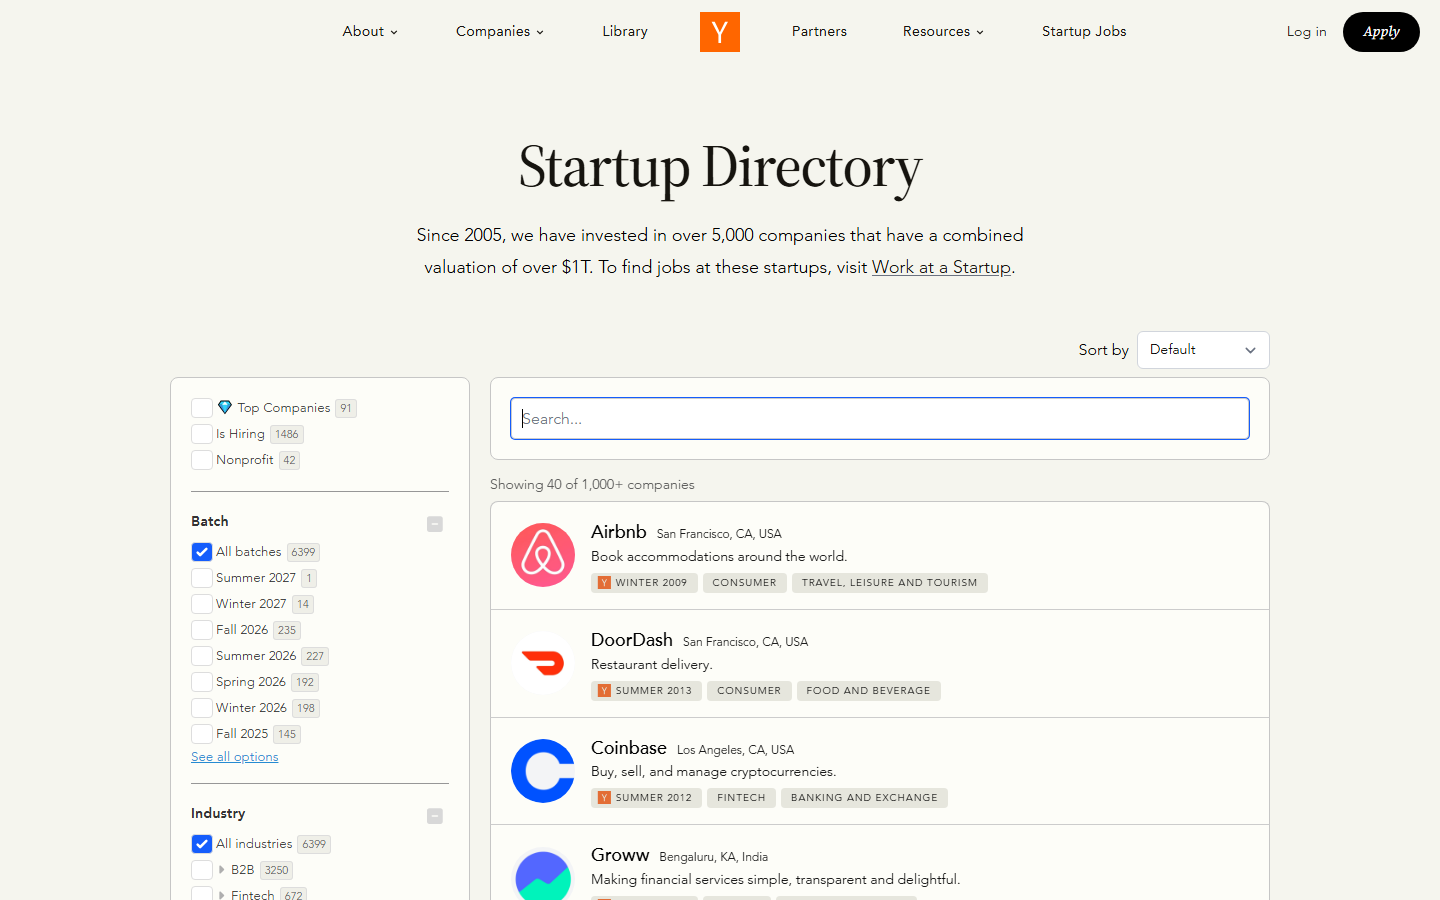 About
Companies
Library
Y
Partners
Resources
Startup Jobs
Log in
Apply
Startup Directory
Since 2005, we have invested in over 5,000 companies that have a combined
valuation of over $1T. To find jobs at these startups, visit Work at a Startup.
Sort by
Default
Top Companies 91
Is Hiring 1486
Nonprofit 42
Batch
All batches 6399
Summer 2027 1
Winter 2027 14
Fall 2026 235
Summer 2026 227
Spring 2026 192
Winter 2026 198
Fall 2025 145
See all options
Industry
All industries 6399
B2B 3250
Fintech 672
Search...
Showing 40 of 1,000+ companies
Airbnb San Francisco, CA, USA
Book accommodations around the world.
Y WINTER 2009 CONSUMER TRAVEL, LEISURE AND TOURISM
DoorDash San Francisco, CA, USA
Restaurant delivery.
Y SUMMER 2013 CONSUMER FOOD AND BEVERAGE
Coinbase Los Angeles, CA, USA
Buy, sell, and manage cryptocurrencies.
Y SUMMER 2012 FINTECH BANKING AND EXCHANGE
Groww Bengaluru, KA, India
Making financial services simple, transparent and delightful.